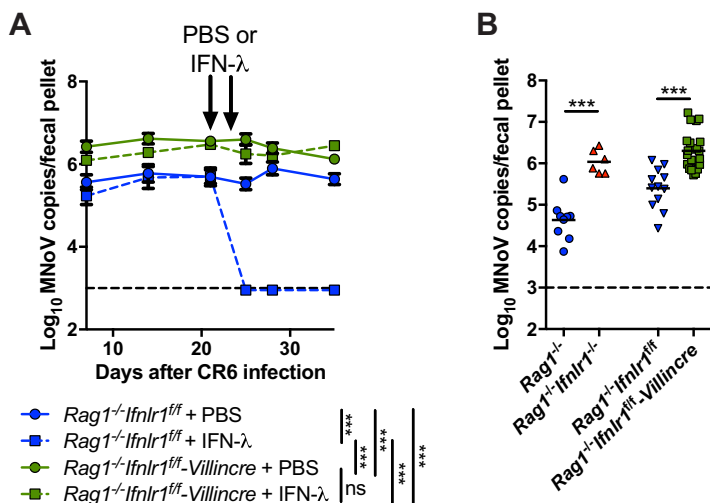 A
PBS or
IFN-λ
Log₁₀ MNoV copies/fecal pellet
8
6
4
2
10 20 30
Days after CR6 infection
Rag1⁻/⁻Ifnlr1ᶠ/ᶠ + PBS
Rag1⁻/⁻Ifnlr1ᶠ/ᶠ + IFN-λ
Rag1⁻/⁻Ifnlr1ᶠ/ᶠ-Villincre + PBS
Rag1⁻/⁻Ifnlr1ᶠ/ᶠ-Villincre + IFN-λ
***
***
ns
***
***
***
B
Log₁₀ MNoV copies/fecal pellet
8
7
6
5
4
3
2
***
***
Rag1⁻/⁻
Rag1⁻/⁻Ifnlr1⁻/⁻
Rag1⁻/⁻Ifnlr1ᶠ/ᶠ
Rag1⁻/⁻Ifnlr1ᶠ/ᶠ-Villincre